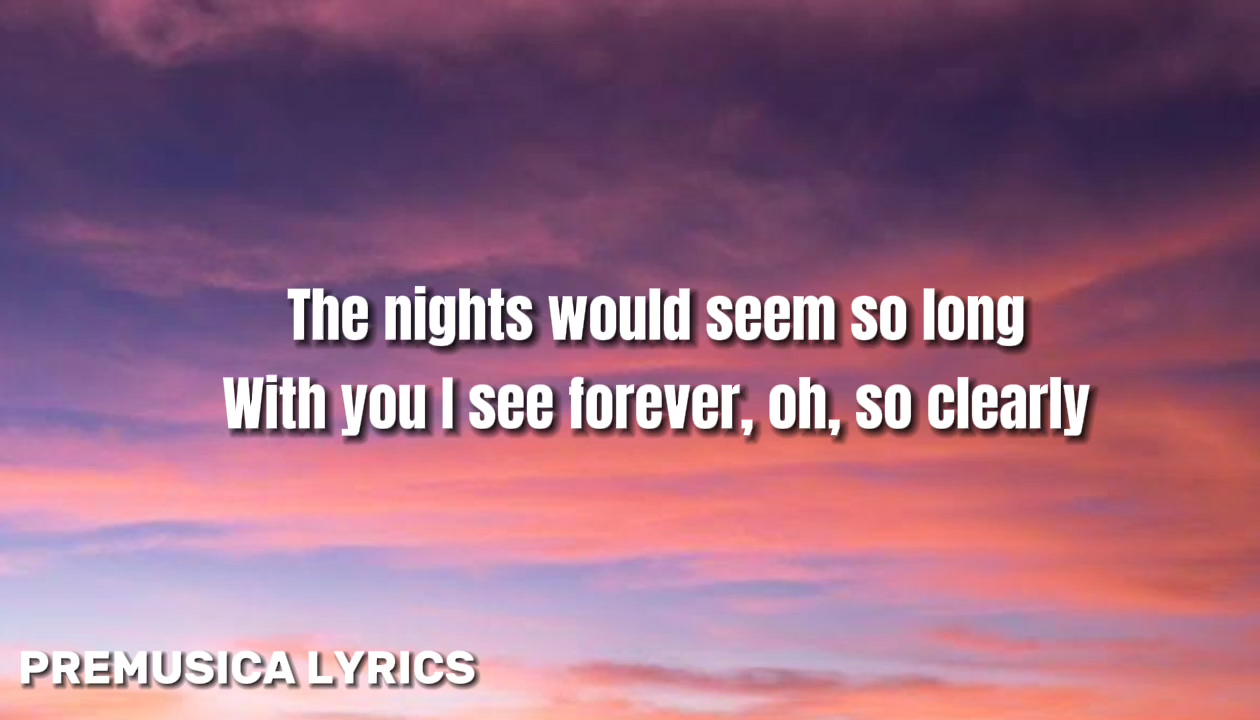 The nights would seem so long
With you I see forever, oh, so clearly
PREMUSICA LYRICS